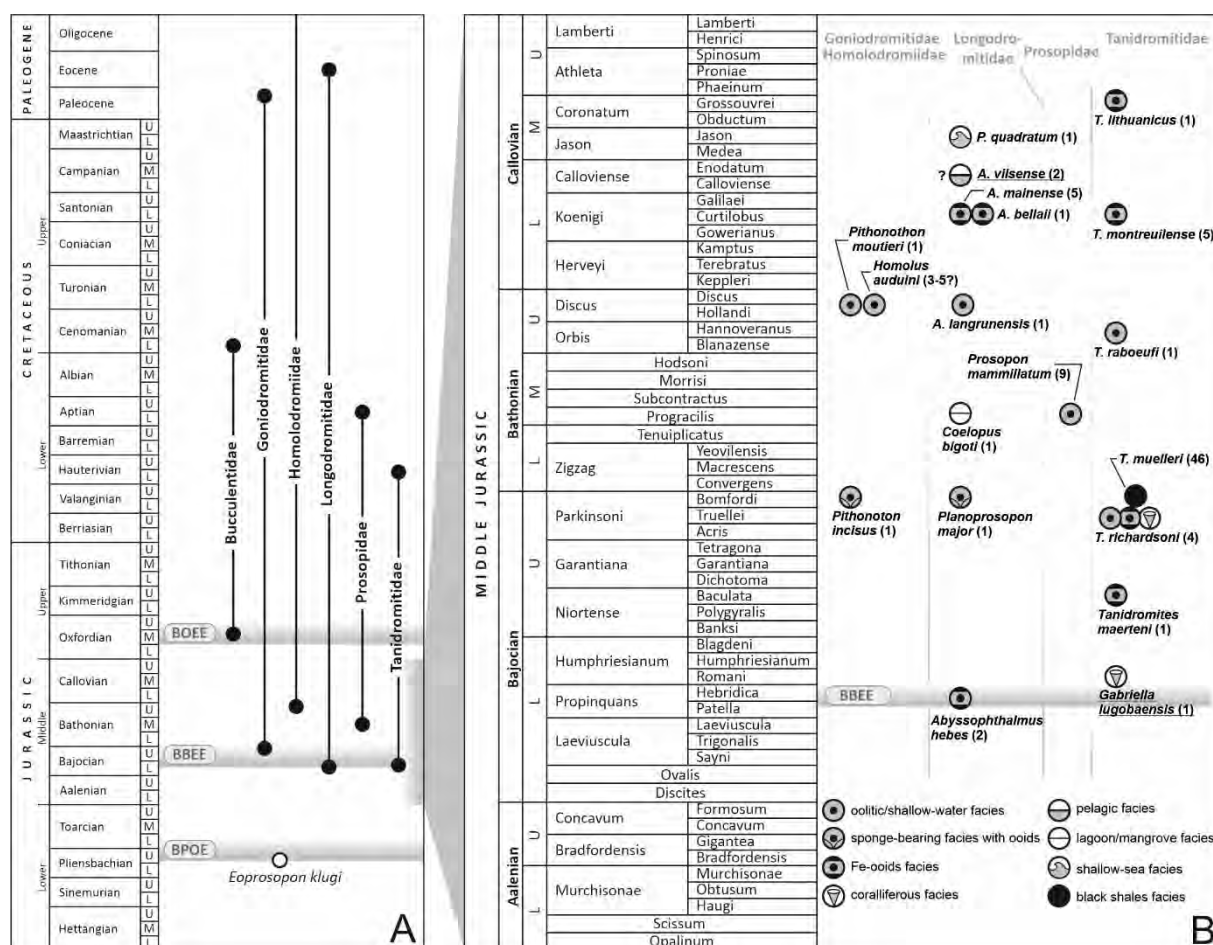 PALEOGENE
Oligocene
Eocene
Paleocene
CRETACEOUS
Upper
Maastrichtian
U
L
Campanian
U
M
L
Santonian
U
L
Coniacian
U
M
L
Turonian
U
M
L
Cenomanian
U
M
L
Lower
Albian
U
M
L
Aptian
U
L
Barremian
U
L
Hauterivian
U
L
Valanginian
U
L
Berriasian
U
L
JURASSIC
Upper
Tithonian
U
M
L
Kimmeridgian
U
L
Oxfordian
U
M
L
Middle
Callovian
U
M
L
Bathonian
U
M
L
Bajocian
U
L
Aalenian
U
L
Lower
Toarcian
U
M
L
Pliensbachian
U
L
Sinemurian
U
L
Hettangian
U
M
L
Bucculentidae
Goniodromitidae
Homolodromiidae
Longodromitidae
Prosopidae
Tanidromitidae
BOEE
BBEE
BPOE
Eoprosopon klugi
A
MIDDLE JURASSIC
Callovian
U
Lamberti
Lamberti
Henrici
Athleta
Spinosum
Proniae
Phaeinum
M
Coronatum
Grossouvrei
Obductum
Jason
Jason
Medea
L
Calloviense
Enodatum
Calloviense
Koenigi
Galilaei
Curtilobus
Gowerianus
Herveyi
Kamptus
Terebratus
Keppleri
Bathonian
U
Discus
Discus
Hollandi
Orbis
Hannoveranus
Blanazense
M
Hodsoni
Morrisi
Subcontractus
Progracilis
L
Tenuiplicatus
Zigzag
Yeovilensis
Macrescens
Convergens
Bajocian
U
Parkinsoni
Bomfordi
Truellei
Acris
Garantiana
Tetragona
Garantiana
Dichotoma
Niortense
Baculata
Polygyralis
Banksi
L
Humphriesianum
Blagdeni
Humphriesianum
Romani
Propinquans
Hebridica
Patella
Laeviuscula
Laeviuscula
Trigonalis
Sayni
Ovalis
Discites
Aalenian
U
Concavum
Formosum
Concavum
Bradfordensis
Gigantea
Bradfordensis
L
Murchisonae
Murchisonae
Obtusum
Haugi
Scissum
Opalinum
Goniodromitidae
Homolodromiidae
Longodro-
mitidae
Prosopidae
Tanidromitidae
T. lithuanicus (1)
P. quadratum (1)
?
A. vilsense (2)
A. mainense (5)
A. bellaii (1)
T. montreuilense (5)
Pithonothon
moutieri
(1)
Homolus
auduini (3-5?)
A. langrunensis (1)
T. raboeufi (1)
Prosopon
mammillatum
(9)
Coelopus
bigoti (1)
T. muelleri (46)
Pithonoton
incisus (1)
Planoprosopon
major (1)
T. richardsoni (4)
Tanidromites
maerteni (1)
BBEE
Abyssophthalmus
hebes (2)
Gabriella
lugobaensis (1)
oolitic/shallow-water facies
sponge-bearing facies with ooids
Fe-ooids facies
coralliferous facies
pelagic facies
lagoon/mangrove facies
shallow-sea facies
black shales facies
B